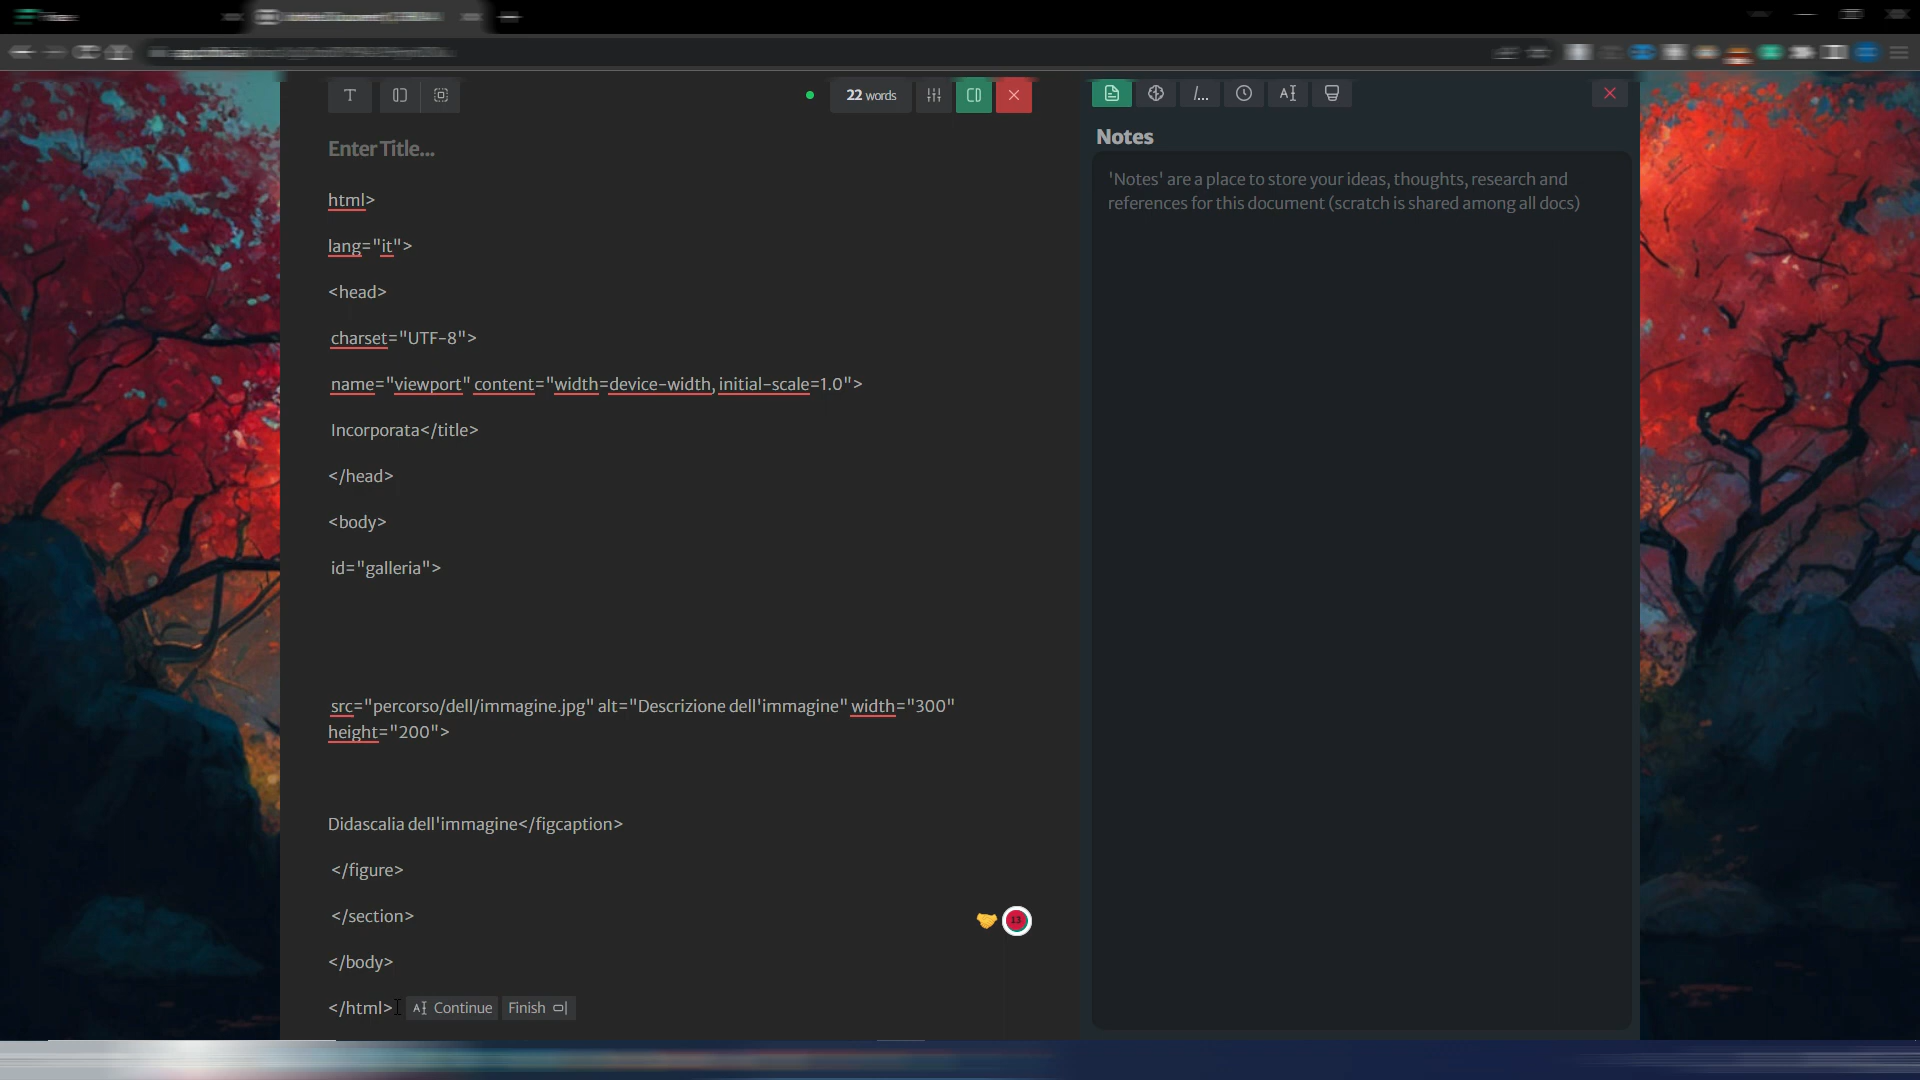 22 words
Enter Title...
html>
lang="it">
<head>
charset="UTF-8">
name="viewport" content="width=device-width, initial-scale=1.0">
Incorporata</title>
</head>
<body>
id="galleria">
src="percorso/dell/immagine.jpg" alt="Descrizione dell'immagine" width="300"
height="200">
Didascalia dell'immagine</figcaption>
</figure>
</section>
13
</body>
</html> AI Continue Finish
/... AI
Notes
'Notes' are a place to store your ideas, thoughts, research and
references for this document (scratch is shared among all docs)